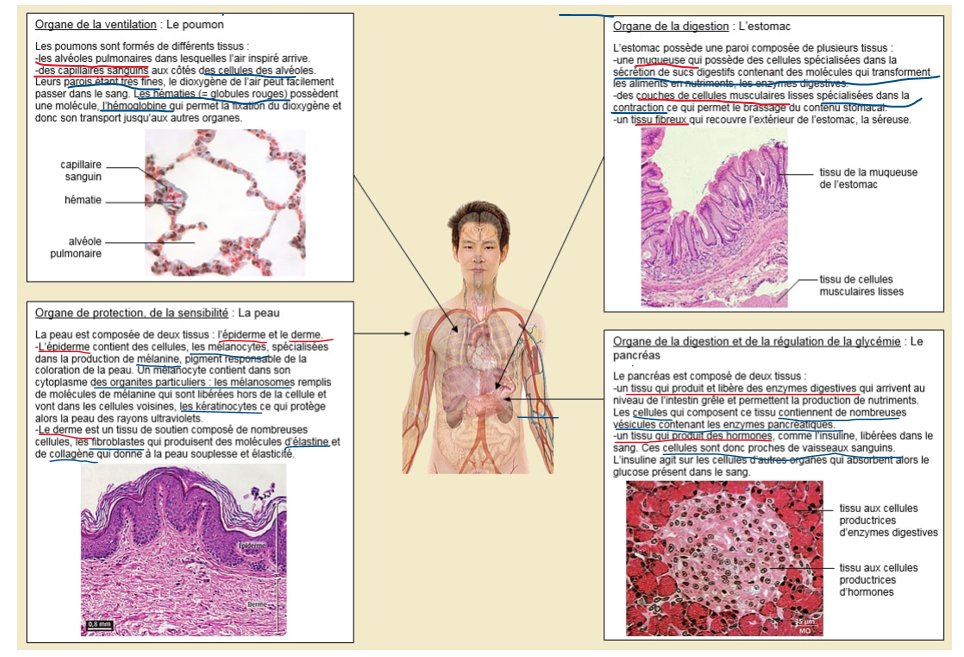 Organe de la ventilation : Le poumon
Les poumons sont formés de différents tissus :
-les alvéoles pulmonaires dans lesquelles l'air inspiré arrive.
-des capillaires sanguins aux côtés des cellules des alvéoles.
Leurs parois étant très fines, le dioxygène de l'air peut facilement
passer dans le sang. Les hématies (= globules rouges) possèdent
une molécule, l'hémoglobine qui permet la fixation du dioxygène et
donc son transport jusqu'aux autres organes.
capillaire
sanguin
hématie
alvéole
pulmonaire
Organe de protection, de la sensibilité : La peau
La peau est composée de deux tissus : l'épiderme et le derme.
-L'épiderme contient des cellules, les mélanocytes, spécialisées
dans la production de mélanine, pigment responsable de la
coloration de la peau. Un mélanocyte contient dans son
cytoplasme des organites particuliers : les mélanosomes remplis
de molécules de mélanine qui sont libérées hors de la cellule et
vont dans les cellules voisines, les kératinocytes ce qui protège
alors la peau des rayons ultraviolets.
-Le derme est un tissu de soutien composé de nombreuses
cellules, les fibroblastes qui produisent des molécules d'élastine et
de collagène qui donne à la peau souplesse et élasticité.
Epiderme
Derme
0,8 mm
Organe de la digestion : L'estomac
L'estomac possède une paroi composée de plusieurs tissus :
-une muqueuse qui possède des cellules spécialisées dans la
sécrétion de sucs digestifs contenant des molécules qui transforment
les aliments en nutriments, les enzymes digestives.
-des couches de cellules musculaires lisses spécialisées dans la
contraction ce qui permet le brassage du contenu stomacal.
-un tissu fibreux qui recouvre l'extérieur de l'estomac, la séreuse.
tissu de la muqueuse
de l'estomac
tissu de cellules
musculaires lisses
Organe de la digestion et de la régulation de la glycémie : Le
pancréas
Le pancréas est composé de deux tissus :
-un tissu qui produit et libère des enzymes digestives qui arrivent au
niveau de l'intestin grêle et permettent la production de nutriments.
Les cellules qui composent ce tissu contiennent de nombreuses
vésicules contenant les enzymes pancréatiques.
-un tissu qui produit des hormones, comme l'insuline, libérées dans le
sang. Ces cellules sont donc proches de vaisseaux sanguins.
L'insuline agit sur les cellules d'autres organes qui absorbent alors le
glucose présent dans le sang.
tissu aux cellules
productrices
d'enzymes digestives
tissu aux cellules
productrices
d'hormones
µm
MO